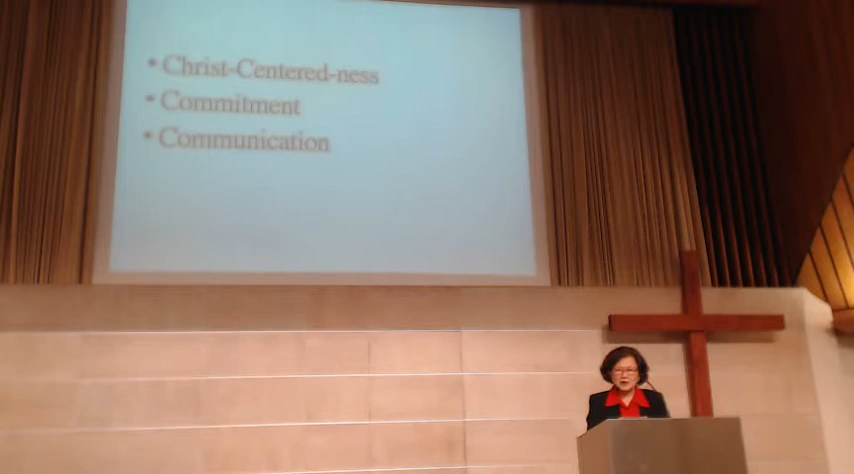 • Christ-Centered-ness
• Commitment
• Communication